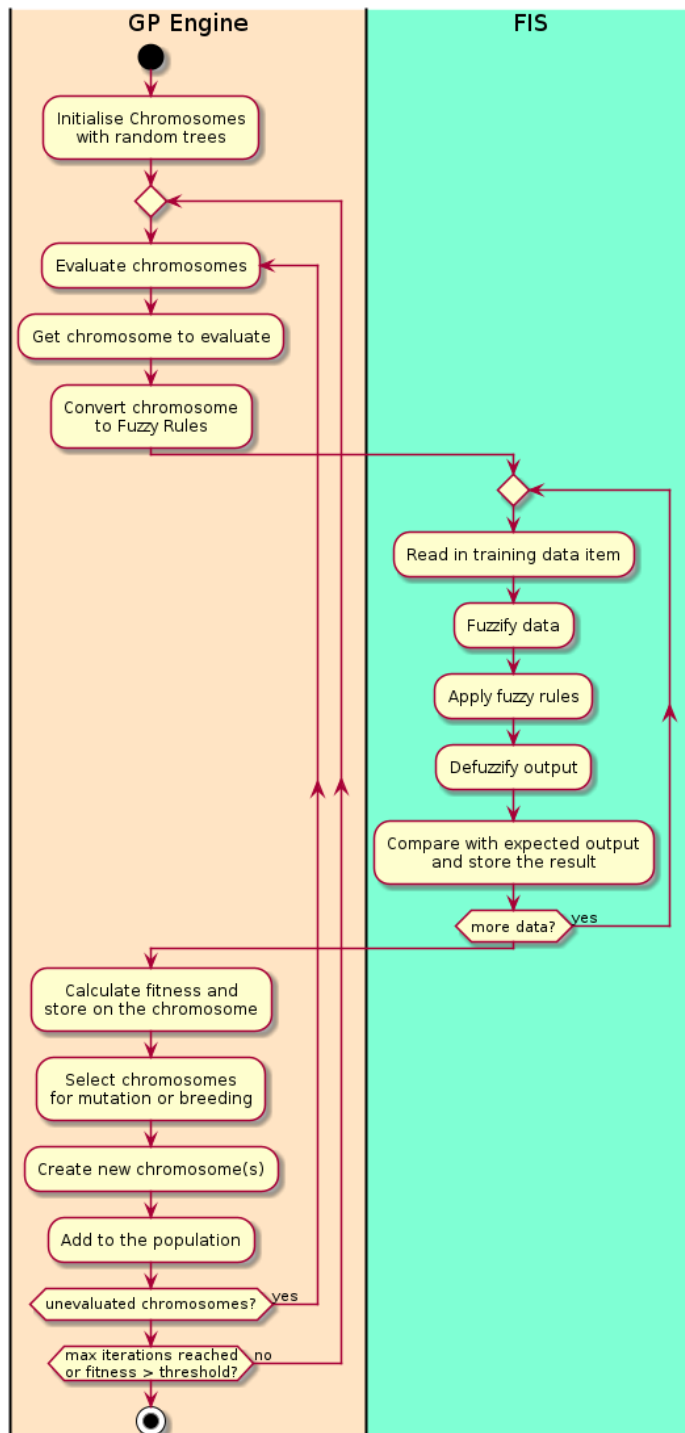 GP Engine
FIS
Initialise Chromosomes
with random trees
Evaluate chromosomes
Get chromosome to evaluate
Convert chromosome
to Fuzzy Rules
Read in training data item
Fuzzify data
Apply fuzzy rules
Defuzzify output
Compare with expected output
and store the result
more data?
yes
Calculate fitness and
store on the chromosome
Select chromosomes
for mutation or breeding
Create new chromosome(s)
Add to the population
unevaluated chromosomes?
yes
max iterations reached
or fitness > threshold?
no